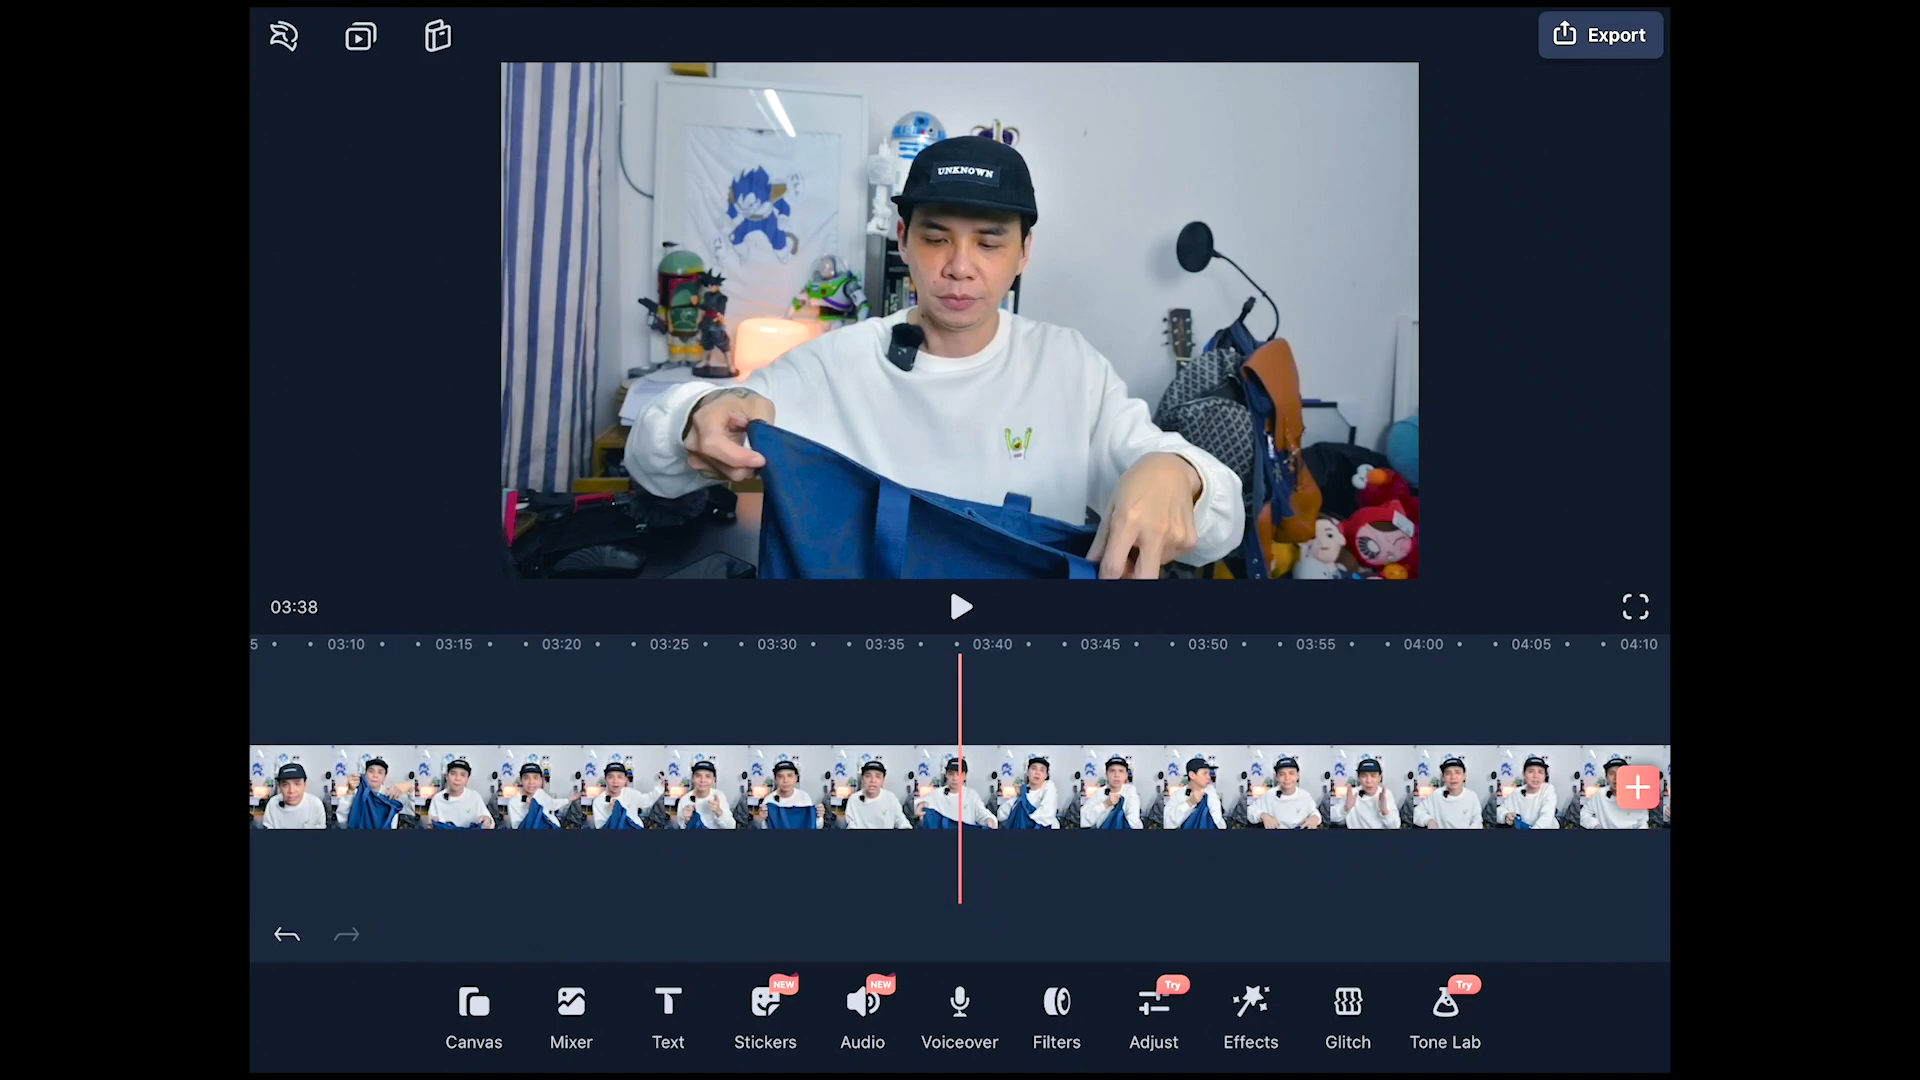 Export
UNKNOWN
03:38
5 03:10 03:15 03:20 03:25 03:30 03:35 03:40 03:45 03:50 03:55 04:00 04:05 04:10
NEW NEW Try Try
Canvas Mixer Text Stickers Audio Voiceover Filters Adjust Effects Glitch Tone Lab